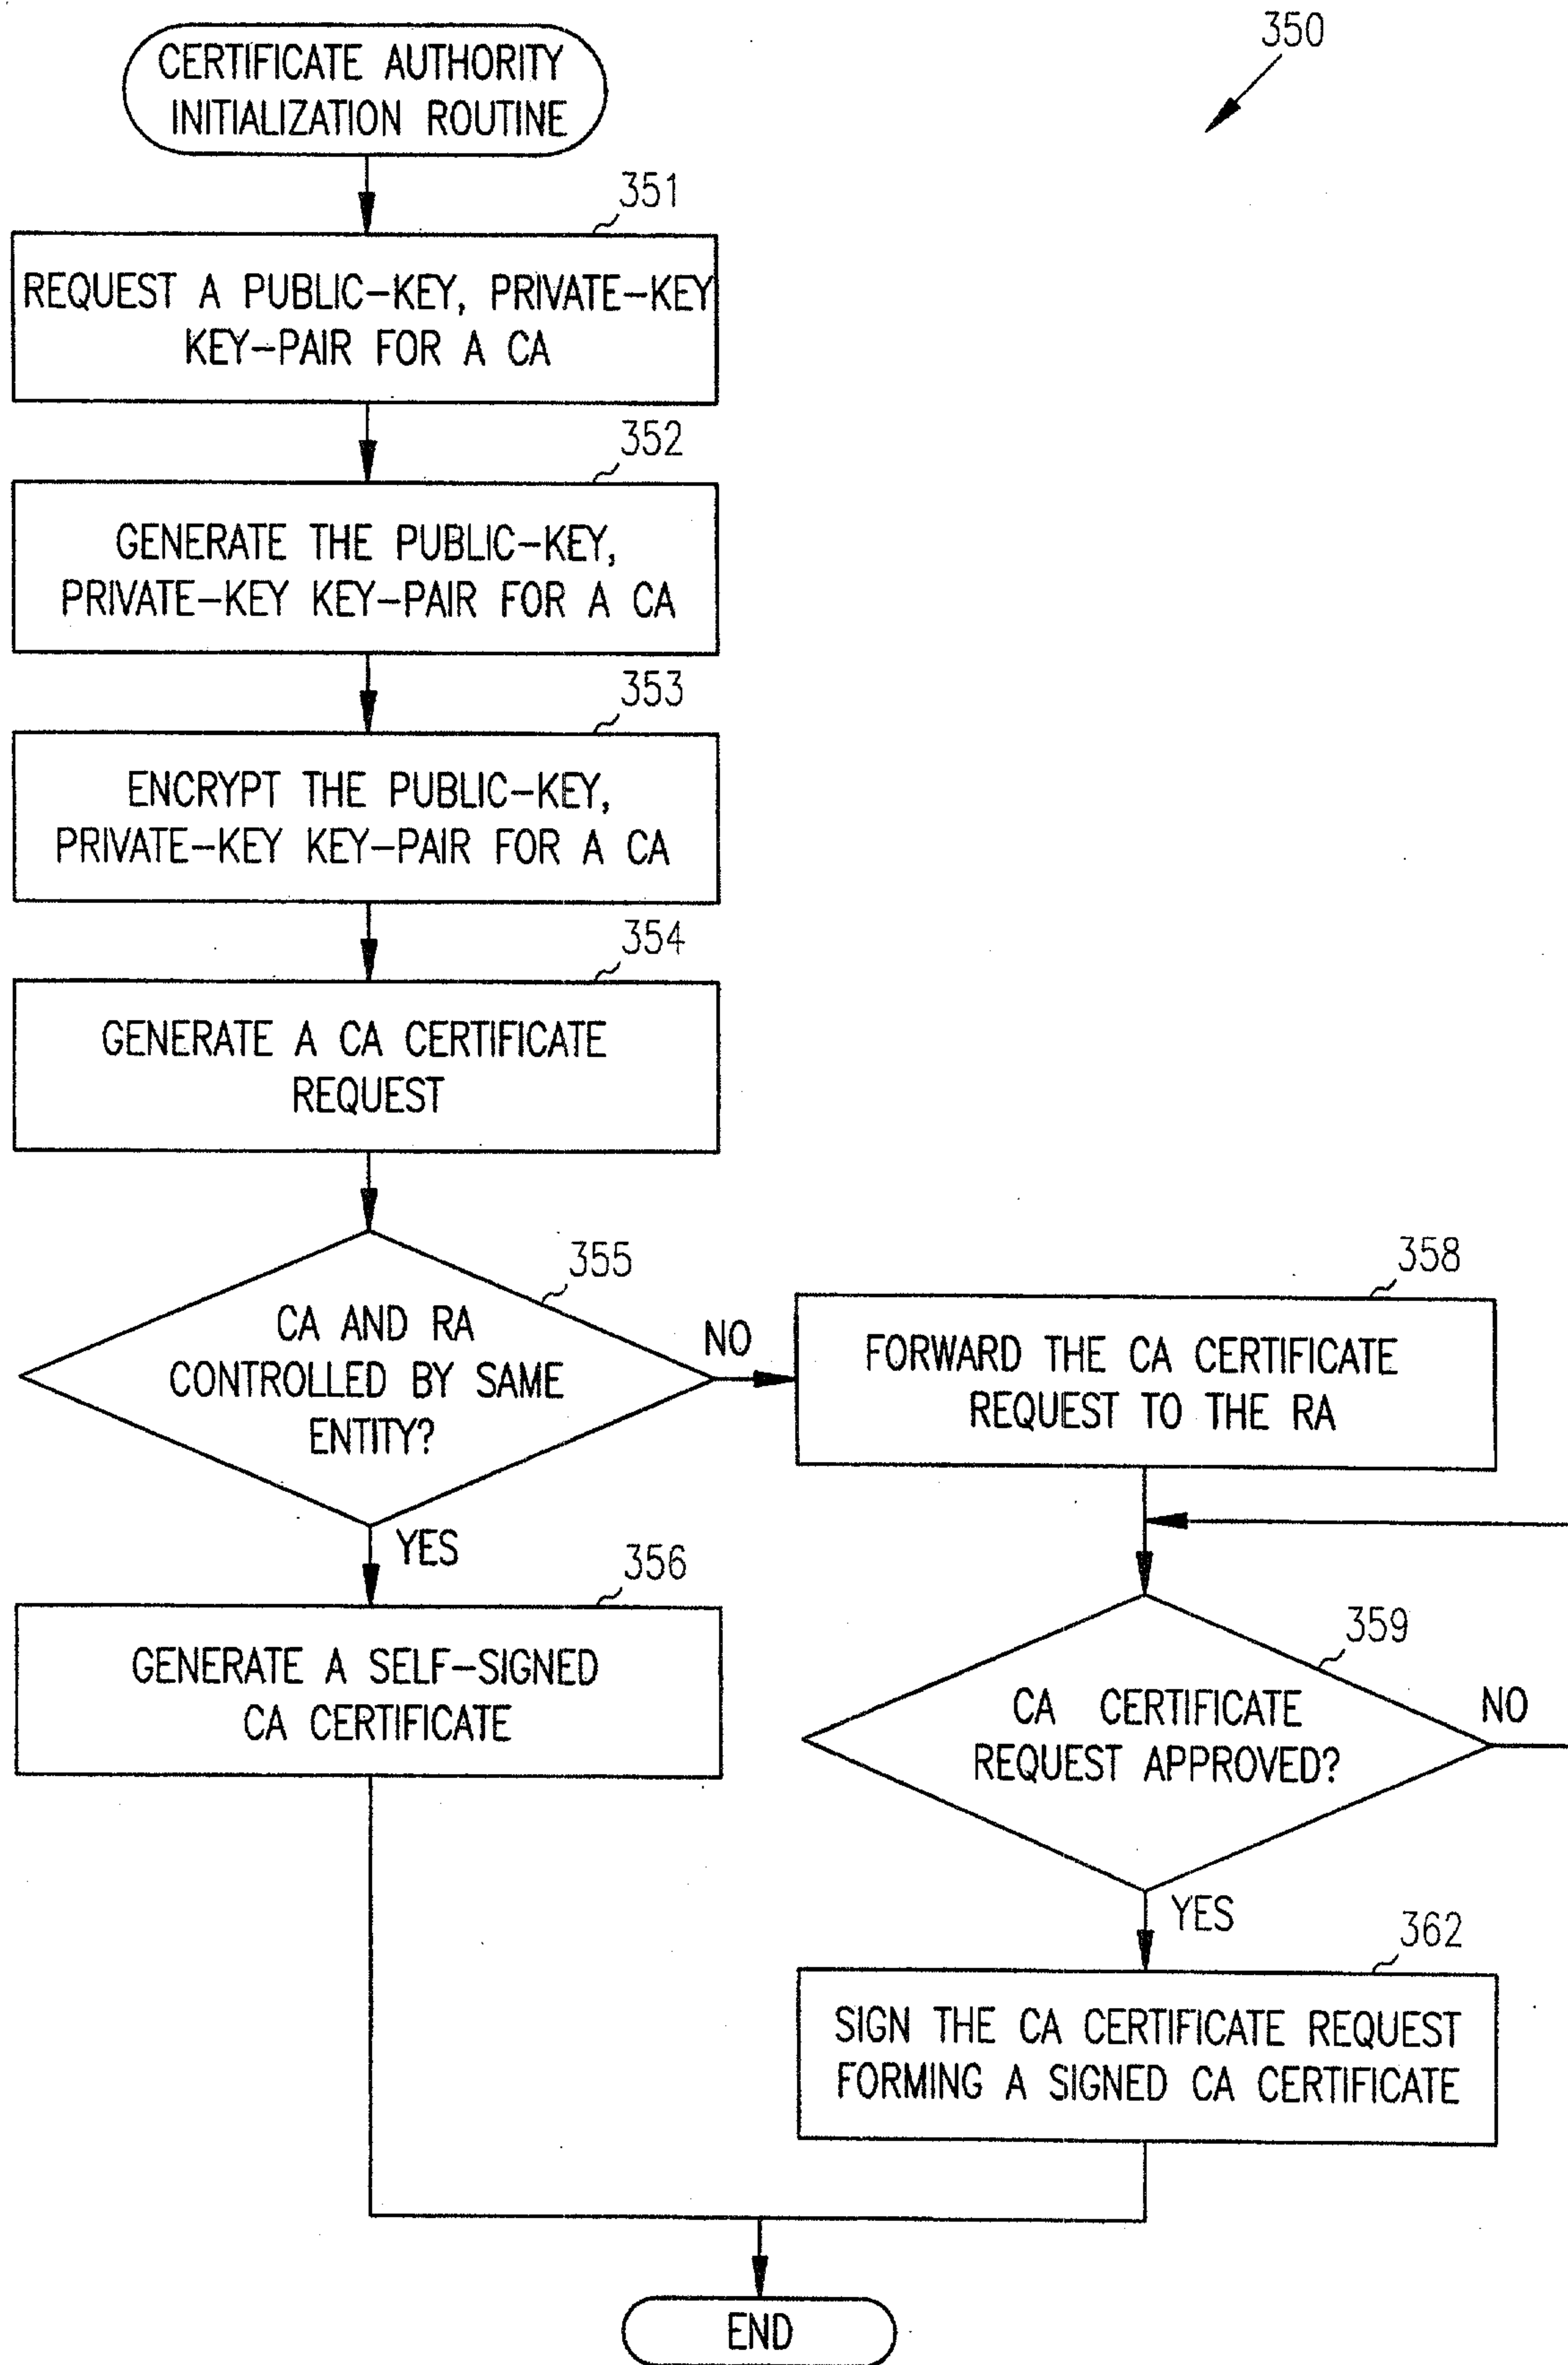 350
CERTIFICATE AUTHORITY
INITIALIZATION ROUTINE
351
REQUEST A PUBLIC-KEY, PRIVATE-KEY
KEY-PAIR FOR A CA
352
GENERATE THE PUBLIC-KEY,
PRIVATE-KEY KEY-PAIR FOR A CA
353
ENCRYPT THE PUBLIC-KEY,
PRIVATE-KEY KEY-PAIR FOR A CA
354
GENERATE A CA CERTIFICATE
REQUEST
355
CA AND RA
CONTROLLED BY SAME
ENTITY?
NO
YES
356
GENERATE A SELF-SIGNED
CA CERTIFICATE
358
FORWARD THE CA CERTIFICATE
REQUEST TO THE RA
359
CA CERTIFICATE
REQUEST APPROVED?
NO
YES
362
SIGN THE CA CERTIFICATE REQUEST
FORMING A SIGNED CA CERTIFICATE
END